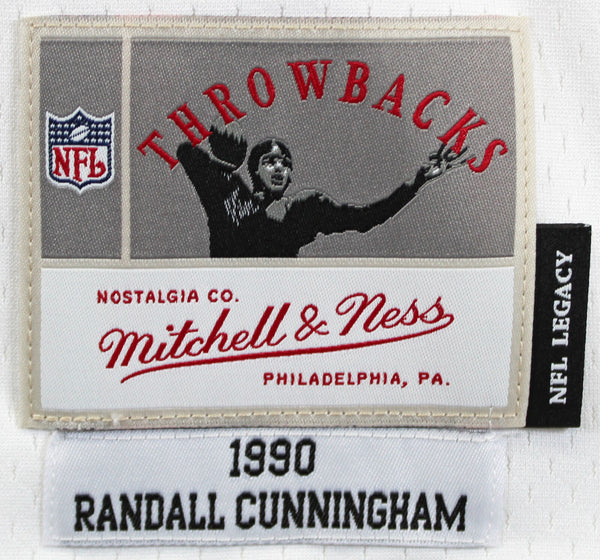 THROWBACKS
NFL
NOSTALGIA CO.
Mitchell & Ness
PHILADELPHIA, PA.
NFL LEGACY
1990
RANDALL CUNNINGHAM